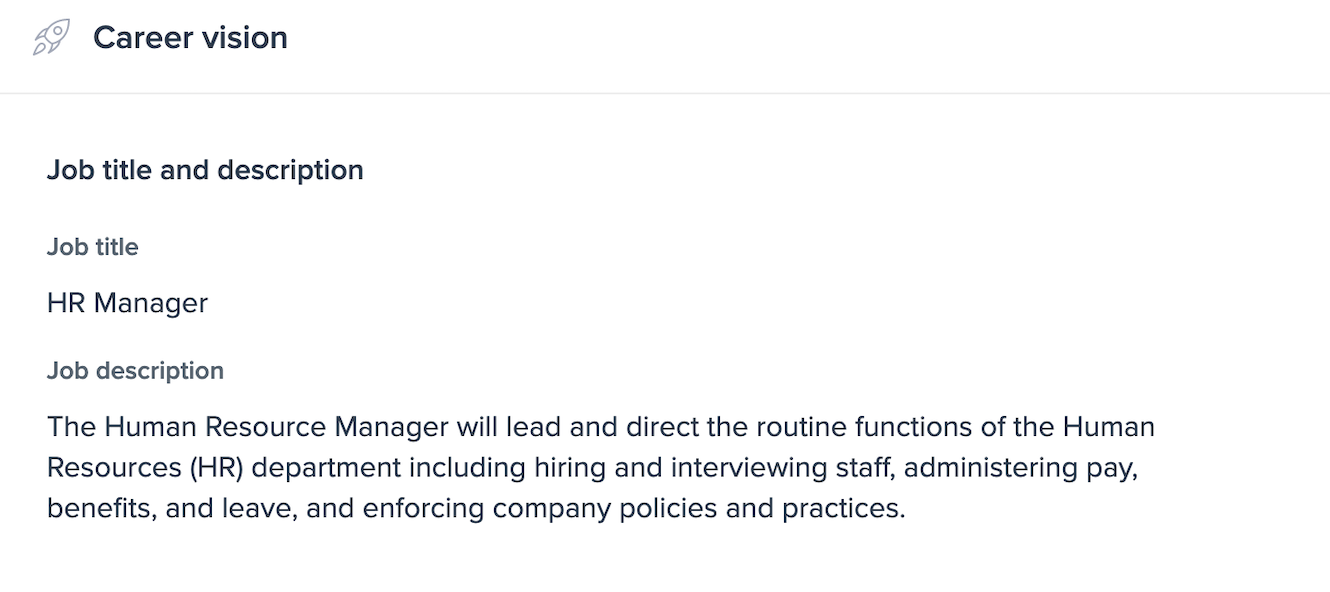 Career vision
Job title and description
Job title
HR Manager
Job description
The Human Resource Manager will lead and direct the routine functions of the Human
Resources (HR) department including hiring and interviewing staff, administering pay,
benefits, and leave, and enforcing company policies and practices.